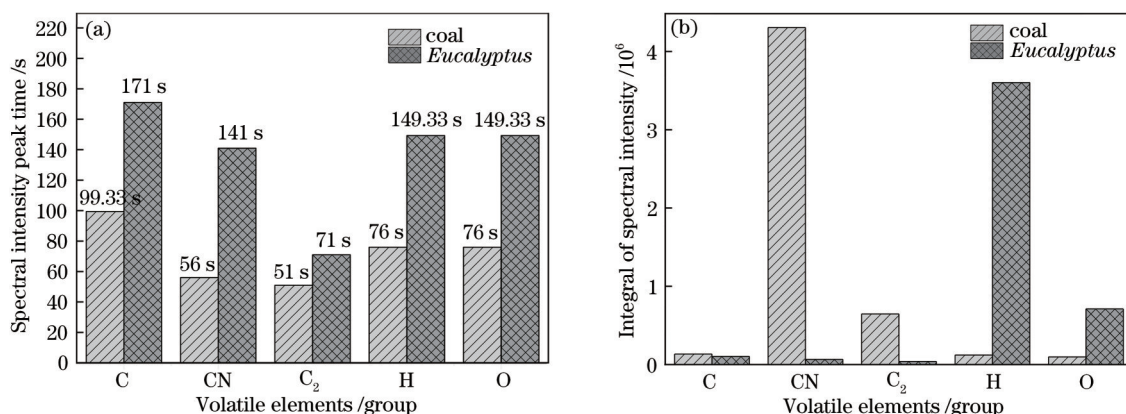 (a)
coal
Eucalyptus
Spectral intensity peak time /s
220
200
180
160
140
120
100
80
60
40
20
0
99.33 s
171 s
56 s
141 s
51 s
71 s
76 s
149.33 s
76 s
149.33 s
C
CN
C₂
H
O
Volatile elements /group
(b)
coal
Eucalyptus
Integral of spectral intensity /10⁶
4
3
2
1
0
C
CN
C₂
H
O
Volatile elements /group